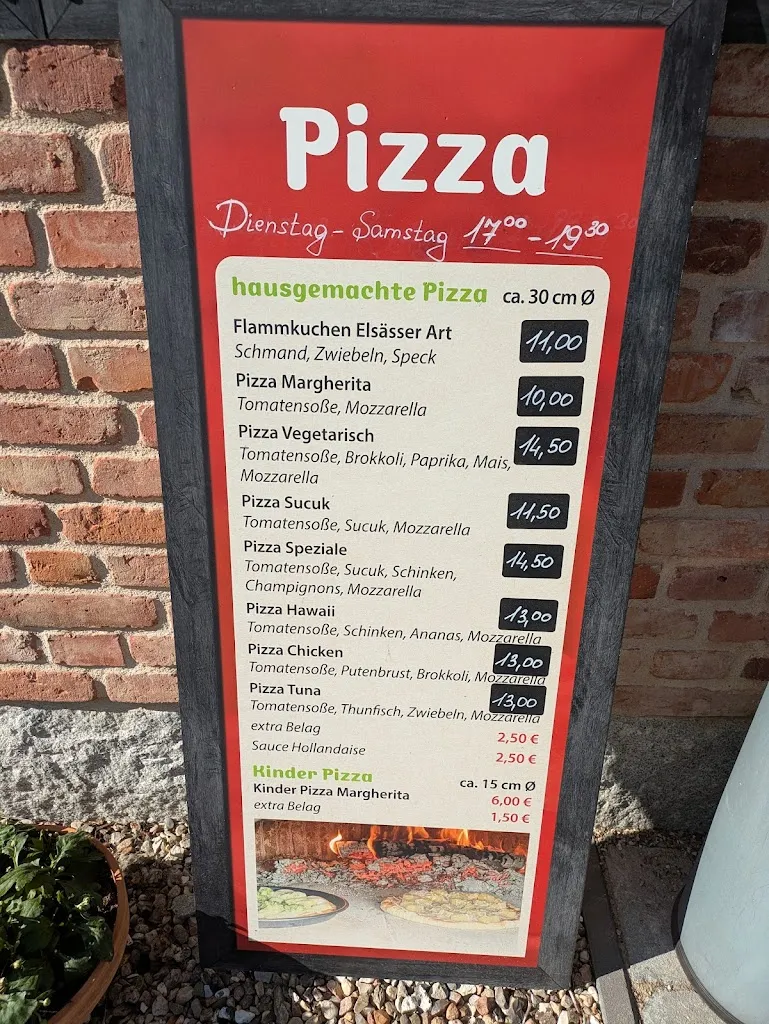 Pizza
Dienstag - Samstag 17⁰⁰ - 19³⁰
hausgemachte Pizza ca. 30 cm Ø
Flammkuchen Elsässer Art 11,00
Schmand, Zwiebeln, Speck
Pizza Margherita 10,00
Tomatensoße, Mozzarella
Pizza Vegetarisch 14,50
Tomatensoße, Brokkoli, Paprika, Mais,
Mozzarella
Pizza Sucuk 11,50
Tomatensoße, Sucuk, Mozzarella
Pizza Speziale 14,50
Tomatensoße, Sucuk, Schinken,
Champignons, Mozzarella
Pizza Hawaii 13,00
Tomatensoße, Schinken, Ananas, Mozzarella
Pizza Chicken 13,00
Tomatensoße, Putenbrust, Brokkoli, Mozzarella
Pizza Tuna 13,00
Tomatensoße, Thunfisch, Zwiebeln, Mozzarella
extra Belag 2,50 €
Sauce Hollandaise 2,50 €
Kinder Pizza ca. 15 cm Ø
Kinder Pizza Margherita 6,00 €
extra Belag 1,50 €